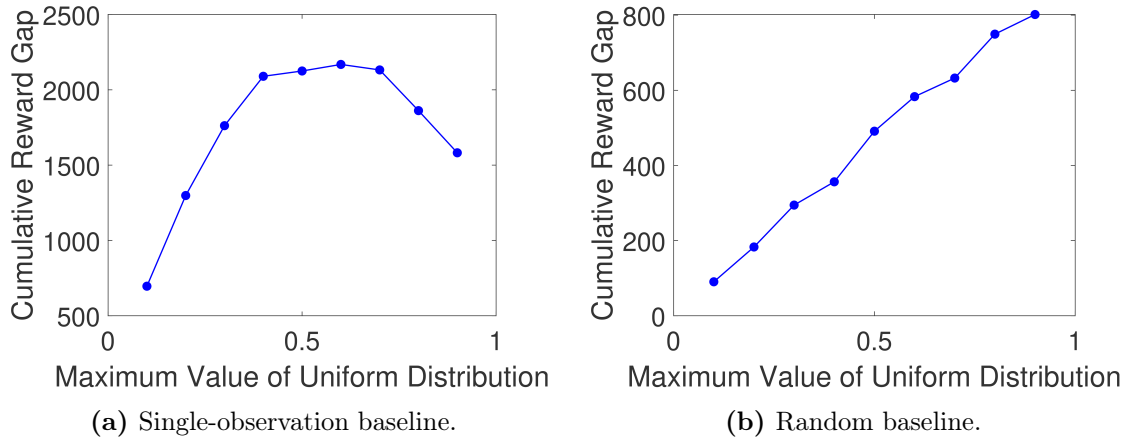 Cumulative Reward Gap
2500
2000
1500
1000
500
0
0.5
1
Maximum Value of Uniform Distribution
(a) Single-observation baseline.
Cumulative Reward Gap
800
600
400
200
0
0
0.5
1
Maximum Value of Uniform Distribution
(b) Random baseline.